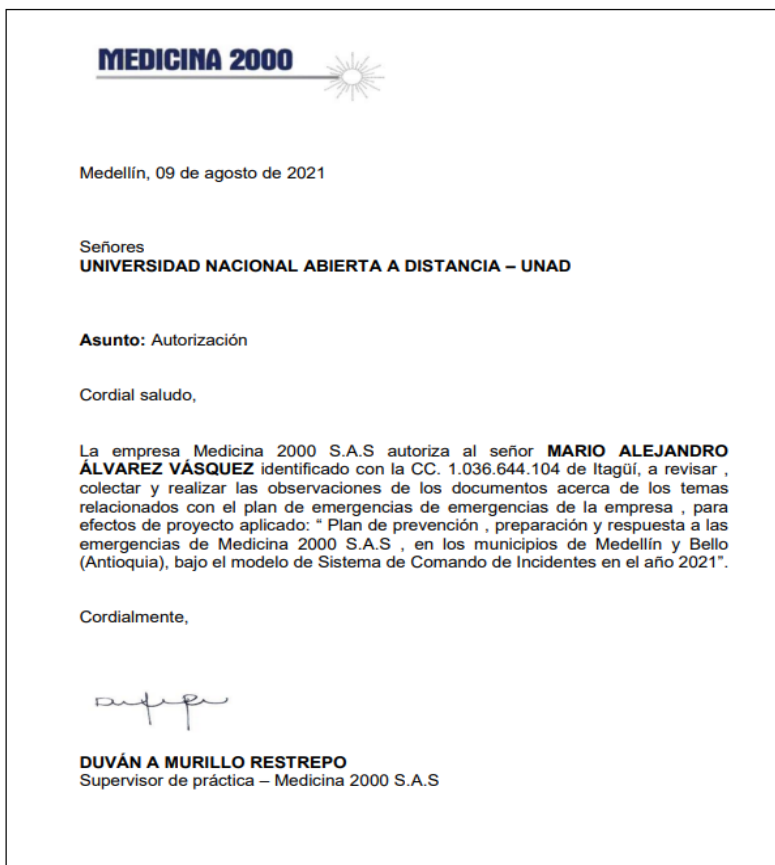 MEDICINA 2000
Medellín, 09 de agosto de 2021
Señores
UNIVERSIDAD NACIONAL ABIERTA A DISTANCIA – UNAD
Asunto: Autorización
Cordial saludo,
La empresa Medicina 2000 S.A.S autoriza al señor MARIO ALEJANDRO
ÁLVAREZ VÁSQUEZ identificado con la CC. 1.036.644.104 de Itagüí, a revisar ,
colectar y realizar las observaciones de los documentos acerca de los temas
relacionados con el plan de emergencias de emergencias de la empresa , para
efectos de proyecto aplicado: “ Plan de prevención , preparación y respuesta a las
emergencias de Medicina 2000 S.A.S , en los municipios de Medellín y Bello
(Antioquia), bajo el modelo de Sistema de Comando de Incidentes en el año 2021”.
Cordialmente,
DUVÁN A MURILLO RESTREPO
Supervisor de práctica – Medicina 2000 S.A.S